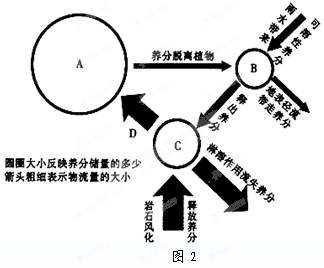 雨水带来
可溶性养分
养分脱离植物
A
B
地表径流
带走养分
释出养分
D
C
圆圈大小反映养分储量的多少
箭头粗细表示物流量的大小
淋溶作用流失养分
岩石风化
释放养分
图 2